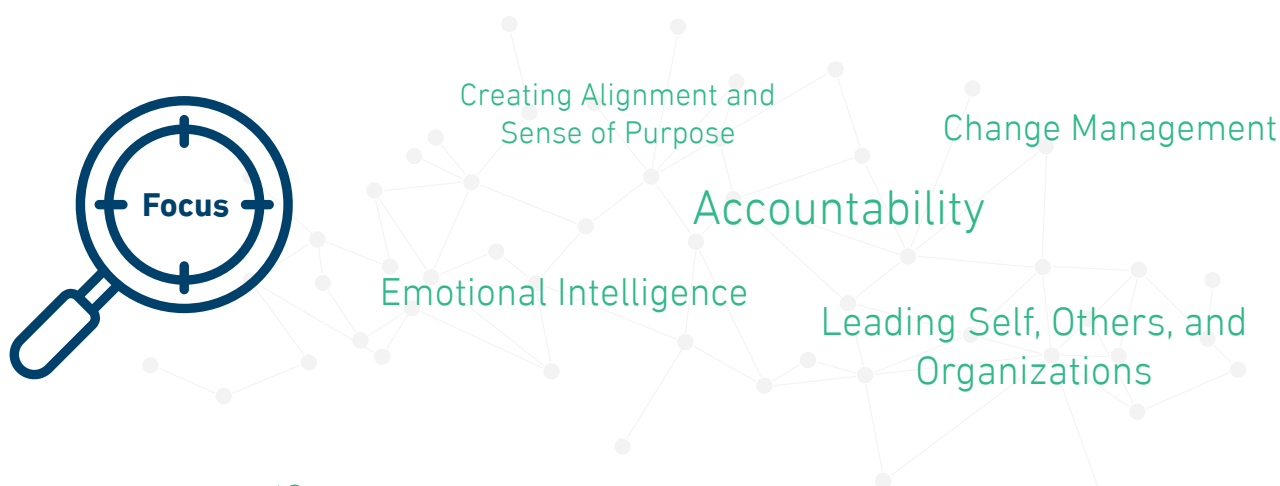 Focus
Creating Alignment and
Sense of Purpose
Change Management
Accountability
Emotional Intelligence
Leading Self, Others, and
Organizations